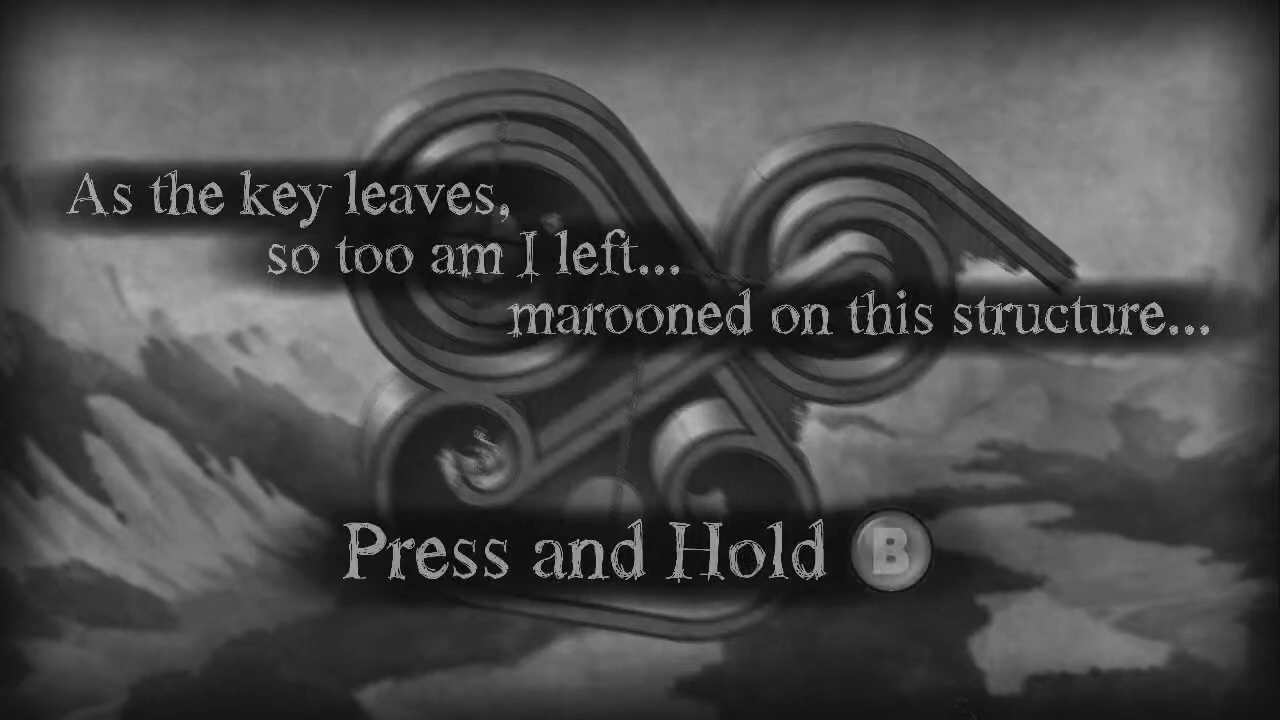 As the key leaves,
so too am I left...
marooned on this structure...
Press and Hold B